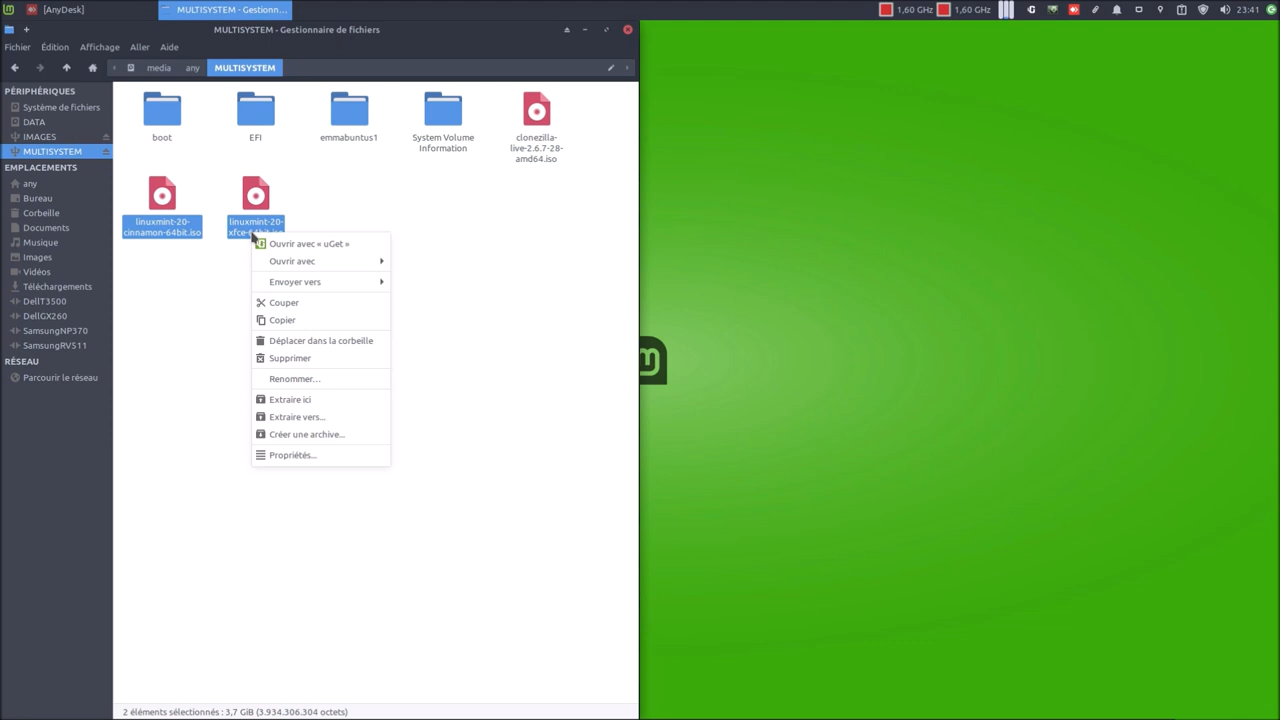 [AnyDesk]
MULTISYSTEM - Gestionn...
1,60 GHz
1,60 GHz
23:41
MULTISYSTEM - Gestionnaire de fichiers
Fichier
Édition
Affichage
Aller
Aide
media
any
MULTISYSTEM
PÉRIPHÉRIQUES
Système de fichiers
DATA
IMAGES
MULTISYSTEM
EMPLACEMENTS
any
Bureau
Corbeille
Documents
Musique
Images
Vidéos
Téléchargements
DellT3500
DellGX260
SamsungNP370
SamsungRV511
RÉSEAU
Parcourir le réseau
boot
EFI
emmabuntus1
System Volume
Information
clonezilla-
live-2.6.7-28-
amd64.iso
linuxmint-20-
cinnamon-64bit.iso
linuxmint-20-
xfce-64bit.iso
Ouvrir avec « uGet »
Ouvrir avec
Envoyer vers
Couper
Copier
Déplacer dans la corbeille
Supprimer
Renommer...
Extraire ici
Extraire vers...
Créer une archive...
Propriétés...
2 éléments sélectionnés : 3,7 GiB (3.934.306.304 octets)